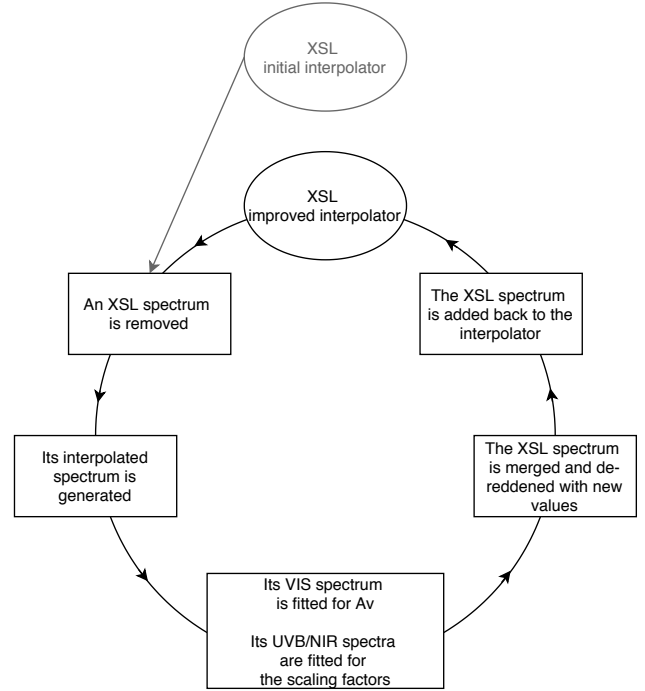 XSL
initial interpolator
XSL
improved interpolator
An XSL spectrum
is removed
Its interpolated
spectrum is
generated
Its VIS spectrum
is fitted for Av
Its UVB/NIR spectra
are fitted for
the scaling factors
The XSL spectrum
is merged and de-
reddened with new
values
The XSL spectrum
is added back to the
interpolator